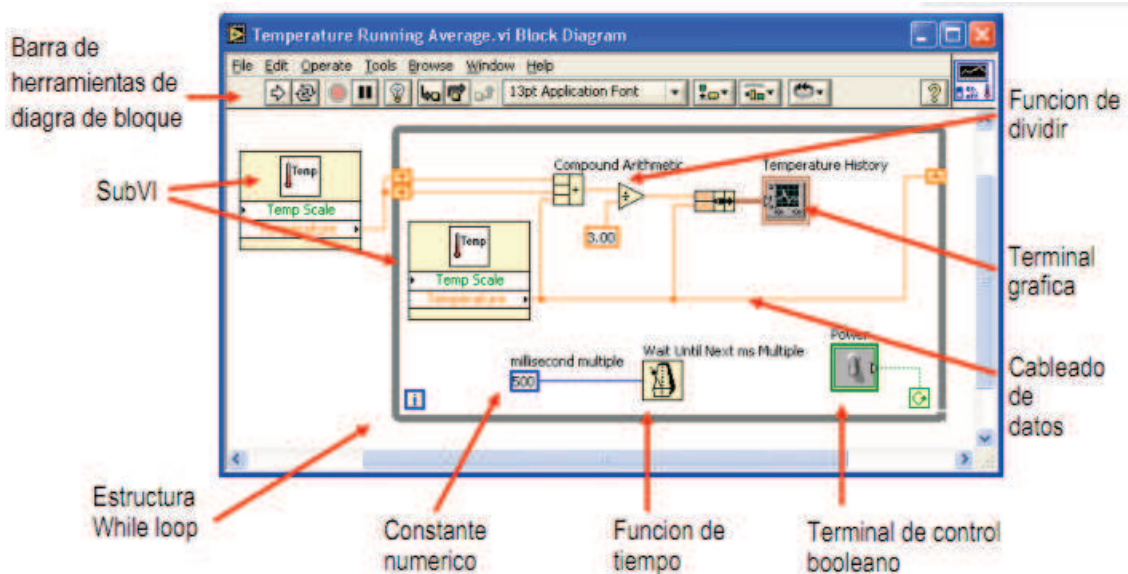 Temperature Running Average.vi Block Diagram
File Edit Operate Tools Browse Window Help
13pt Application Font
Barra de
herramientas de
diagra de bloque
Funcion de
dividir
SubVI
Temp
Temp Scale
Compound Arithmetic
Temperature History
3.00
Temp
Temp Scale
Temperature
Terminal
grafica
millisecond multiple
500
Wait Until Next ms Multiple
Power
i
Cableado
de
datos
Estructura
While loop
Constante
numerico
Funcion de
tiempo
Terminal de control
booleano